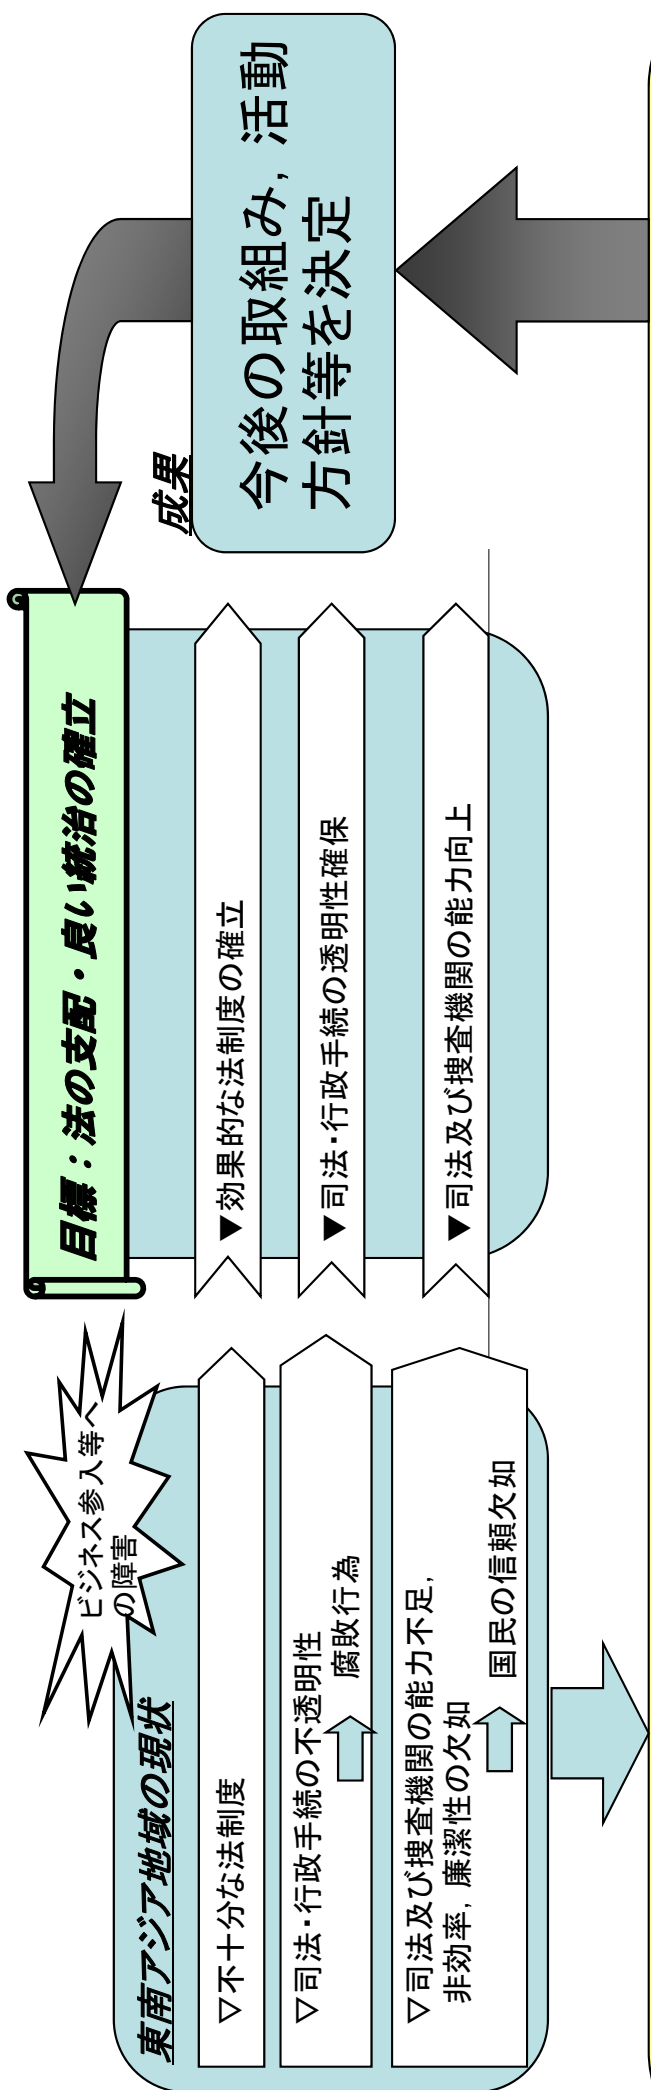 東南アジア地域の現状
ビジネス参入等へ
の障害
▽不十分な法制度
▽司法・行政手続の不透明性
腐敗行為
▽司法及び捜査機関の能力不足,
非効率, 廉潔性の欠如
国民の信頼欠如
目標：法の支配・良い統治の確立
▼効果的な法制度の確立
▼司法・行政手続の透明性確保
▼司法及び捜査機関の能力向上
成果
今後の取組み, 活動
方針等を決定